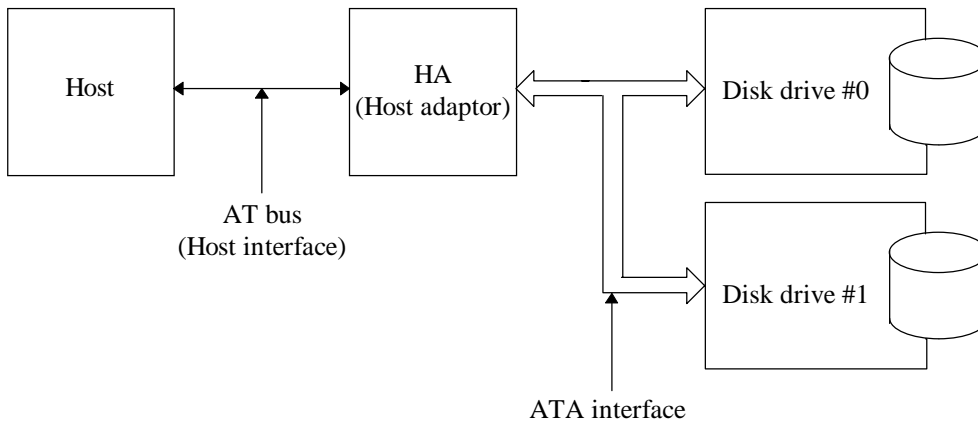 Host
HA
(Host adaptor)
Disk drive #0
AT bus
(Host interface)
Disk drive #1
ATA interface